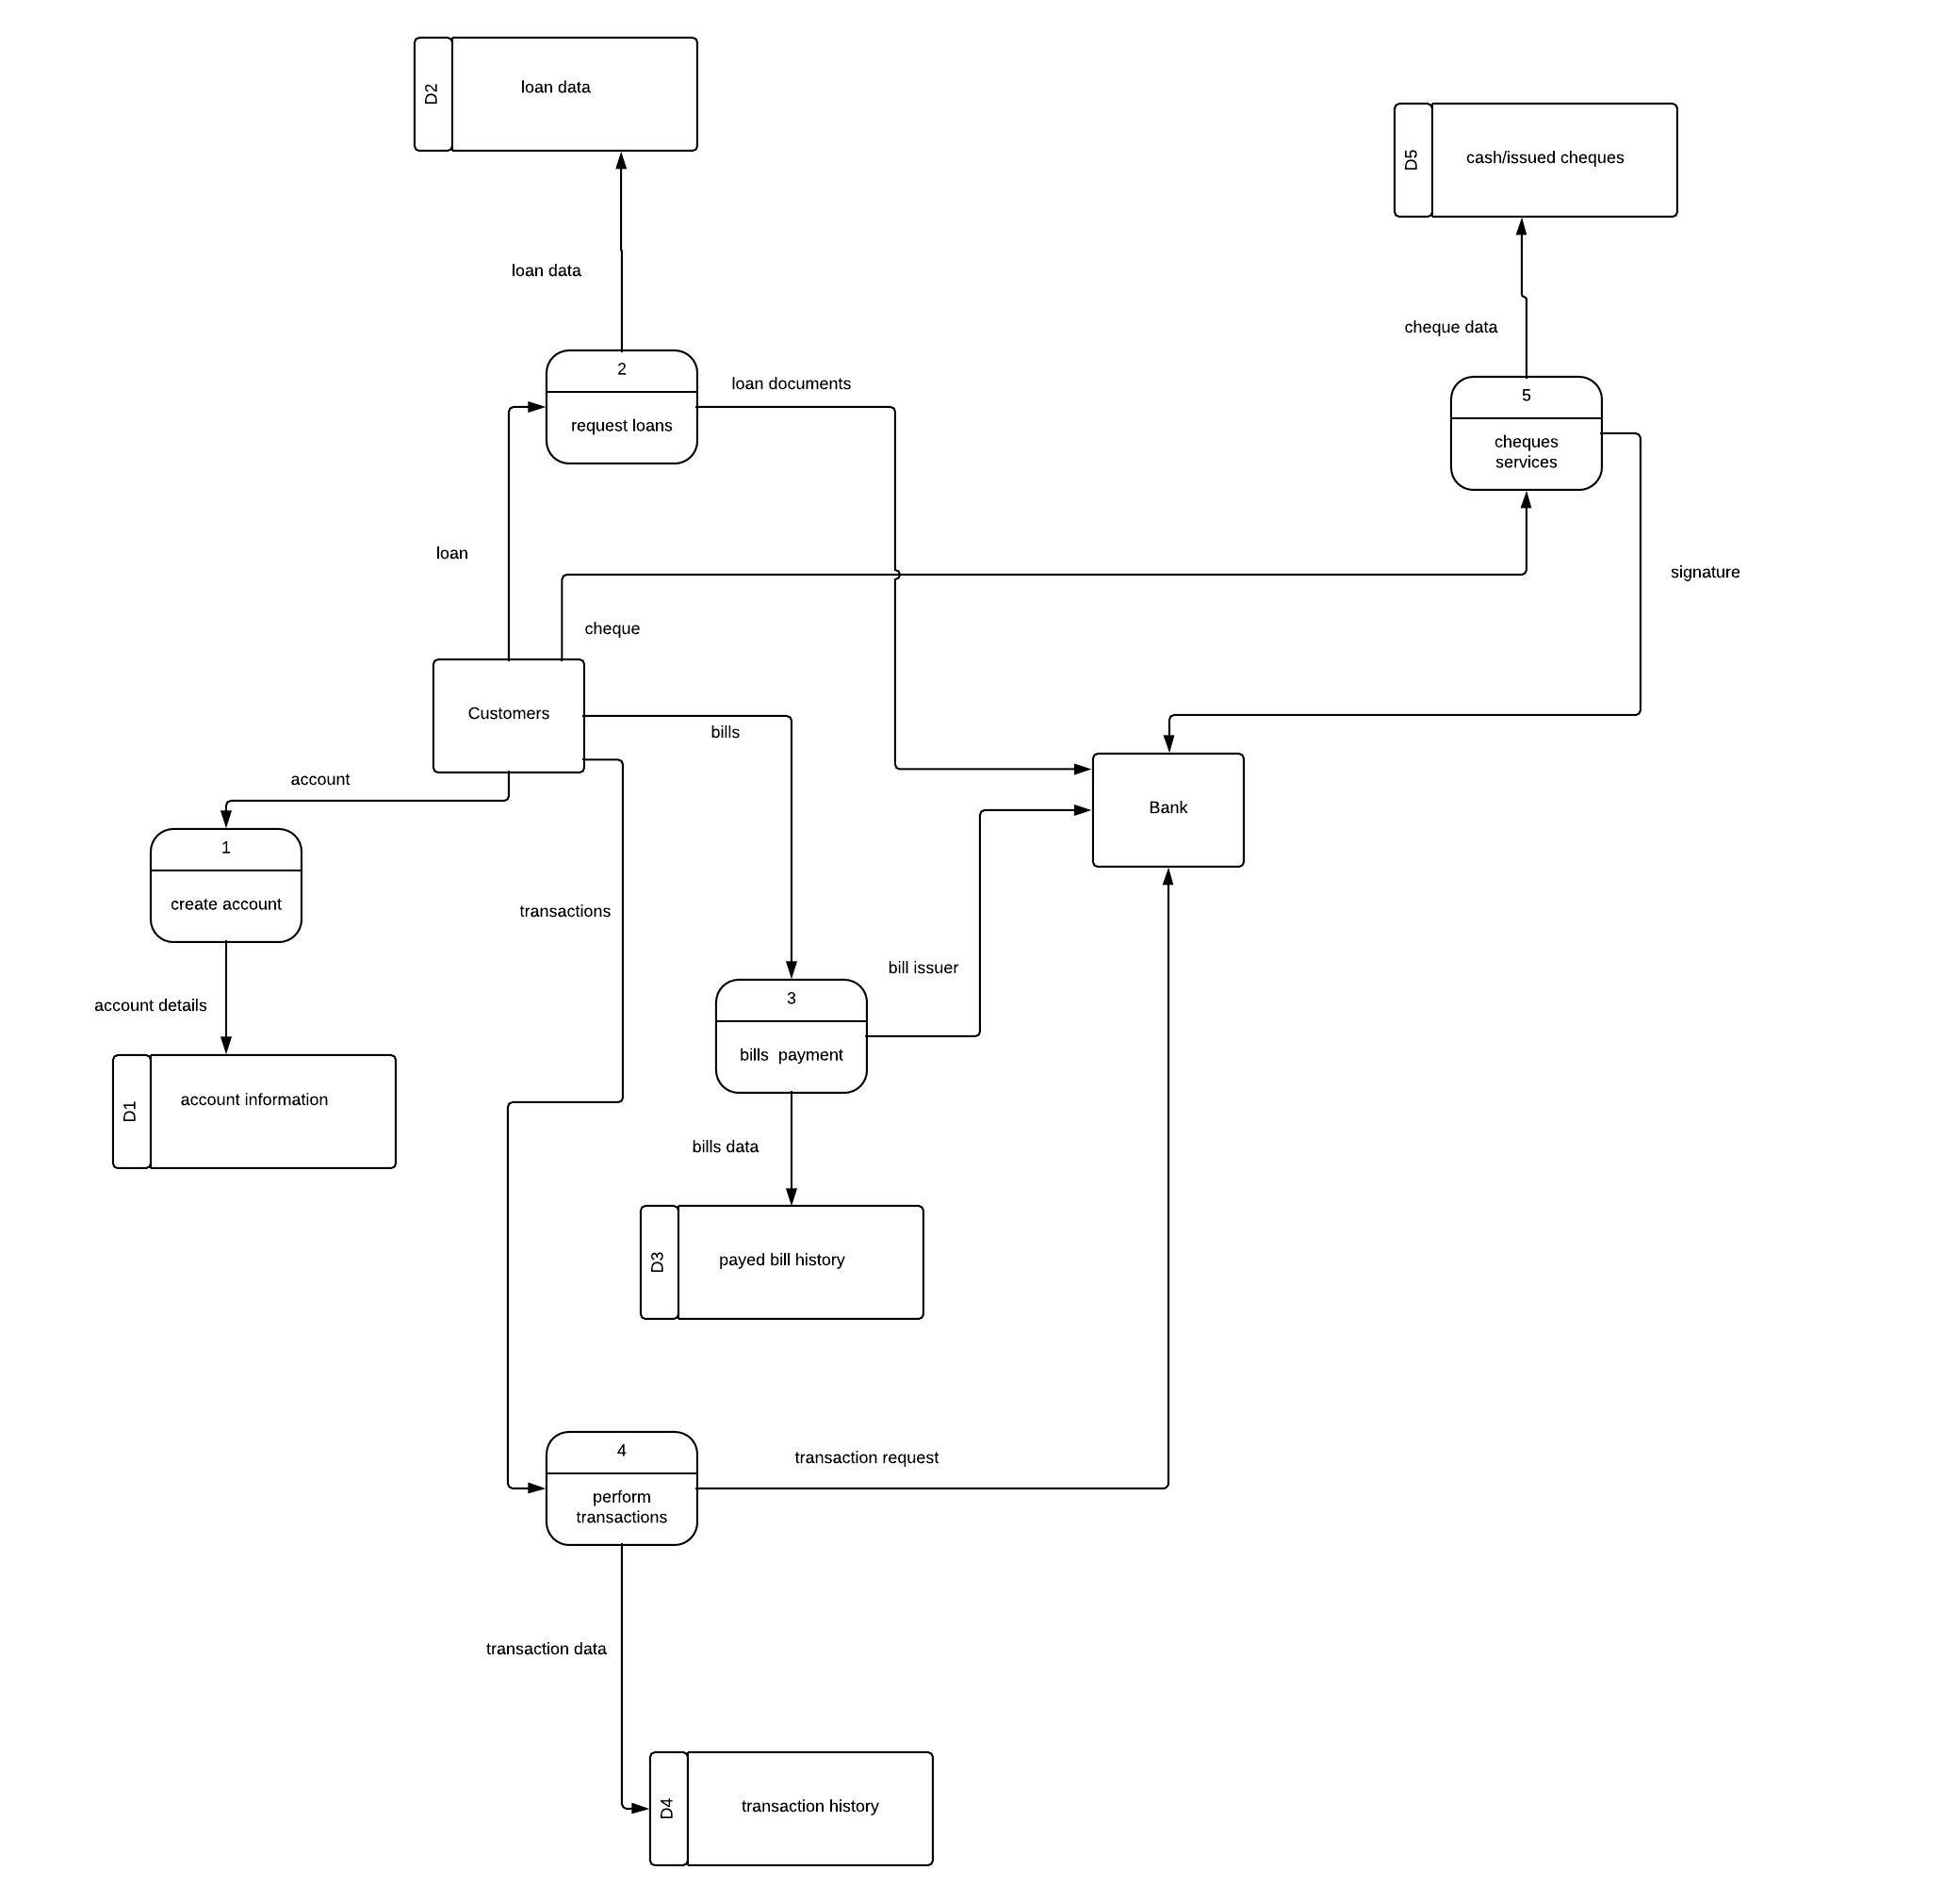 D2
loan data
D5
cash/issued cheques
loan data
cheque data
2
request loans
loan documents
5
cheques
services
loan
signature
cheque
Customers
bills
account
Bank
1
create account
transactions
account details
bill issuer
3
bills  payment
D1
account information
bills data
D3
payed bill history
4
perform
transactions
transaction request
transaction data
D4
transaction history